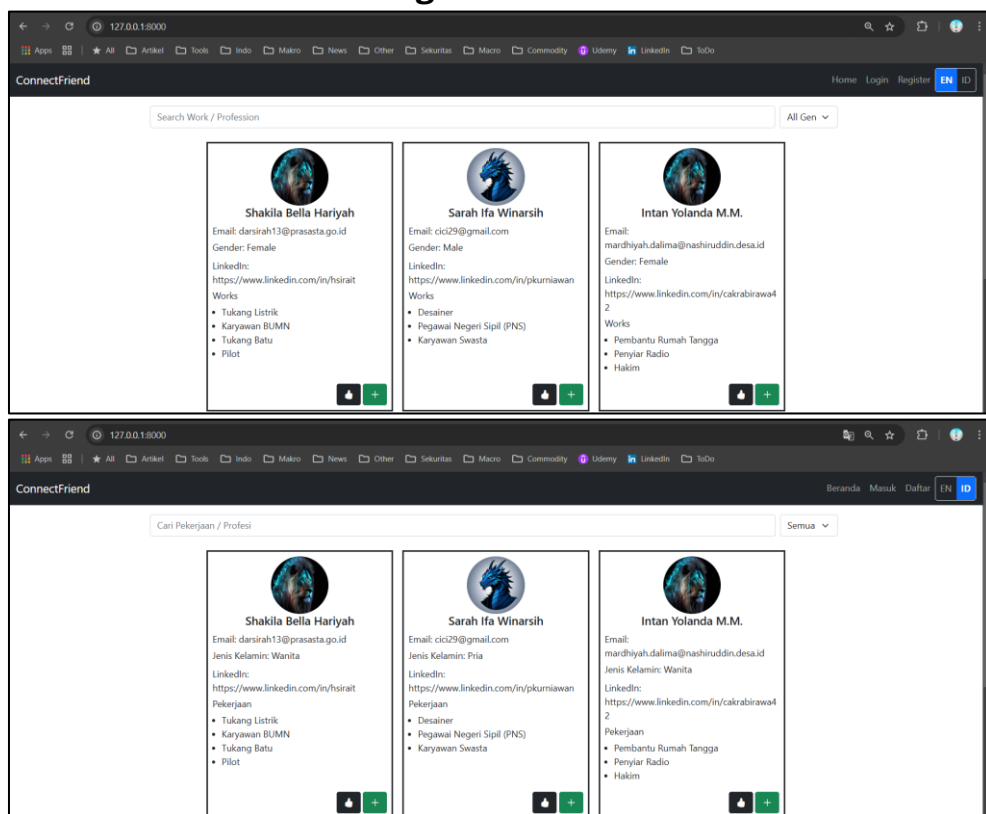 127.0.0.1:8000
Apps All Artikel Tools Indo Makro News Other Sekuritas Macro Commodity Udemy LinkedIn ToDo
ConnectFriend Home Login Register EN ID
Search Work / Profession All Gen
Shakila Bella Hariyah
Email: darsirah13@prasasta.go.id
Gender: Female
LinkedIn:
https://www.linkedin.com/in/hsirait
Works
• Tukang Listrik
• Karyawan BUMN
• Tukang Batu
• Pilot
Sarah Ifa Winarsih
Email: cici29@gmail.com
Gender: Male
LinkedIn:
https://www.linkedin.com/in/pkurniawan
Works
• Desainer
• Pegawai Negeri Sipil (PNS)
• Karyawan Swasta
Intan Yolanda M.M.
Email:
mardhiyah.dalima@nashiruddin.desa.id
Gender: Female
LinkedIn:
https://www.linkedin.com/in/cakrabirawa4
2
Works
• Pembantu Rumah Tangga
• Penyiar Radio
• Hakim
127.0.0.1:8000
Apps All Artikel Tools Indo Makro News Other Sekuritas Macro Commodity Udemy LinkedIn ToDo
ConnectFriend Beranda Masuk Daftar EN ID
Cari Pekerjaan / Profesi Semua
Shakila Bella Hariyah
Email: darsirah13@prasasta.go.id
Jenis Kelamin: Wanita
LinkedIn:
https://www.linkedin.com/in/hsirait
Pekerjaan
• Tukang Listrik
• Karyawan BUMN
• Tukang Batu
• Pilot
Sarah Ifa Winarsih
Email: cici29@gmail.com
Jenis Kelamin: Pria
LinkedIn:
https://www.linkedin.com/in/pkurniawan
Pekerjaan
• Desainer
• Pegawai Negeri Sipil (PNS)
• Karyawan Swasta
Intan Yolanda M.M.
Email:
mardhiyah.dalima@nashiruddin.desa.id
Jenis Kelamin: Wanita
LinkedIn:
https://www.linkedin.com/in/cakrabirawa4
2
Pekerjaan
• Pembantu Rumah Tangga
• Penyiar Radio
• Hakim